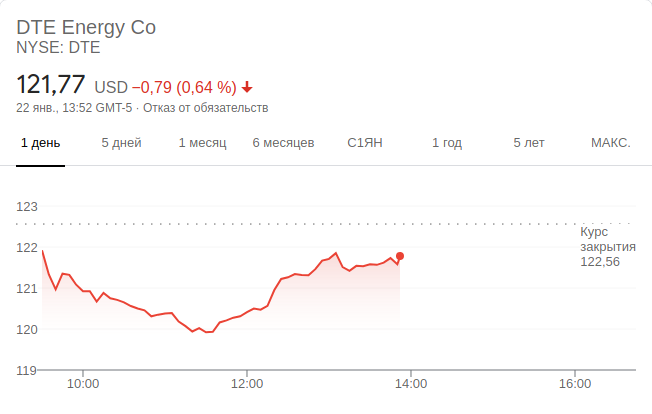 DTE Energy Co
NYSE: DTE
121,77 USD −0,79 (0,64 %)
22 янв., 13:52 GMT-5 · Отказ от обязательств
1 день 5 дней 1 месяц 6 месяцев С1ЯН 1 год 5 лет МАКС.
123
Курс
закрытия
122,56
122
121
120
119
10:00 12:00 14:00 16:00